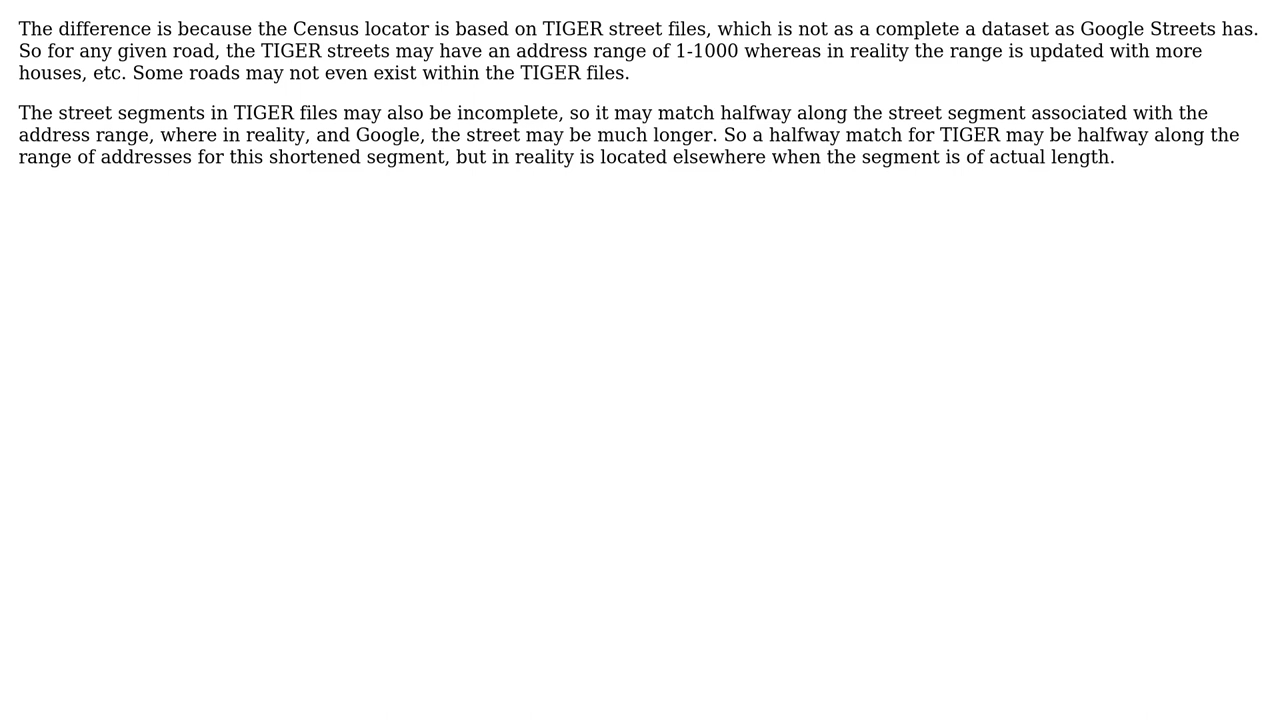 The difference is because the Census locator is based on TIGER street files, which is not as a complete a dataset as Google Streets has.
So for any given road, the TIGER streets may have an address range of 1-1000 whereas in reality the range is updated with more
houses, etc. Some roads may not even exist within the TIGER files.
The street segments in TIGER files may also be incomplete, so it may match halfway along the street segment associated with the
address range, where in reality, and Google, the street may be much longer. So a halfway match for TIGER may be halfway along the
range of addresses for this shortened segment, but in reality is located elsewhere when the segment is of actual length.